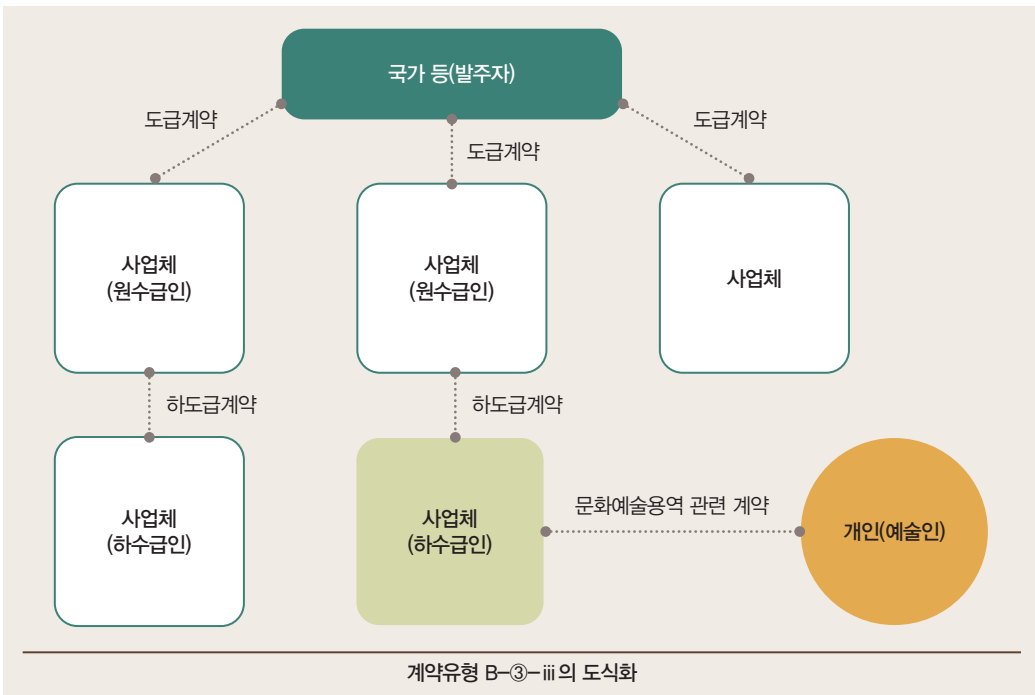 국가 등(발주자)
도급계약
도급계약
도급계약
사업체
(원수급인)
사업체
(원수급인)
사업체
하도급계약
하도급계약
사업체
(하수급인)
사업체
(하수급인)
문화예술용역 관련 계약
개인(예술인)
계약유형 B-③-ⅲ의 도식화